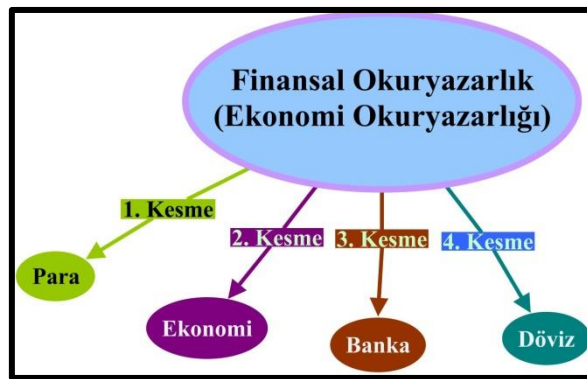 Finansal Okuryazarlık
(Ekonomi Okuryazarlığı)
1. Kesme
2. Kesme
3. Kesme
4. Kesme
Para
Ekonomi
Banka
Döviz